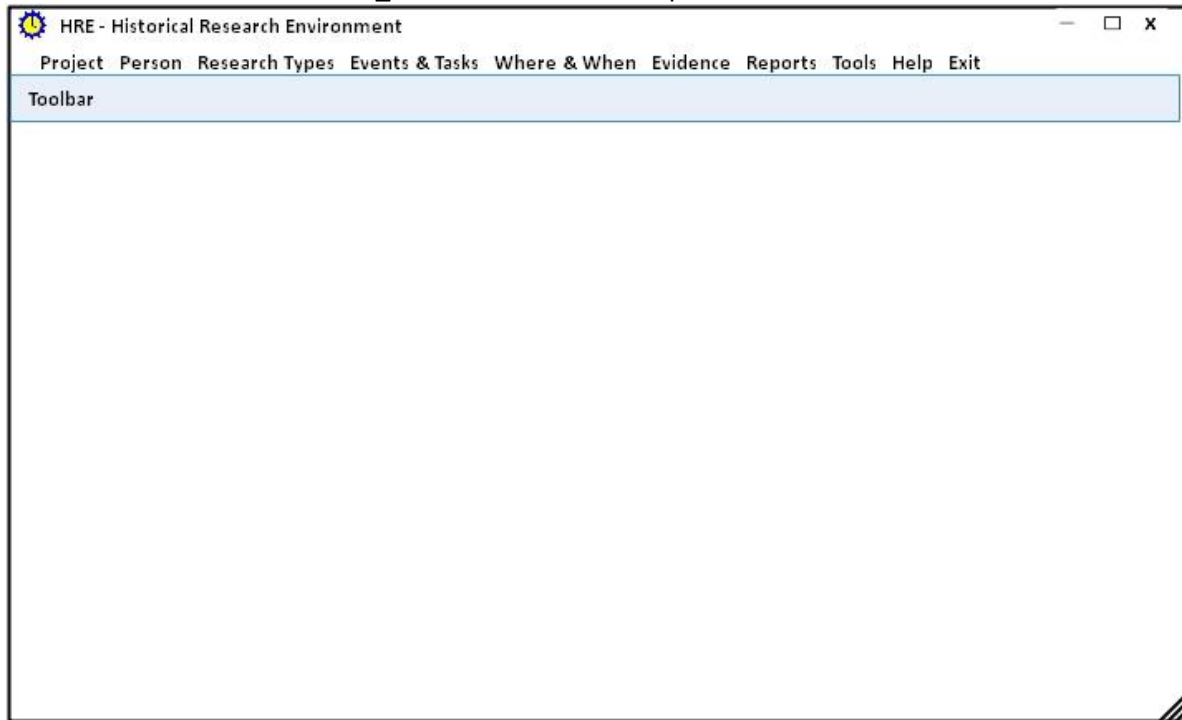 HRE - Historical Research Environment
Project Person Research Types Events & Tasks Where & When Evidence Reports Tools Help Exit
Toolbar